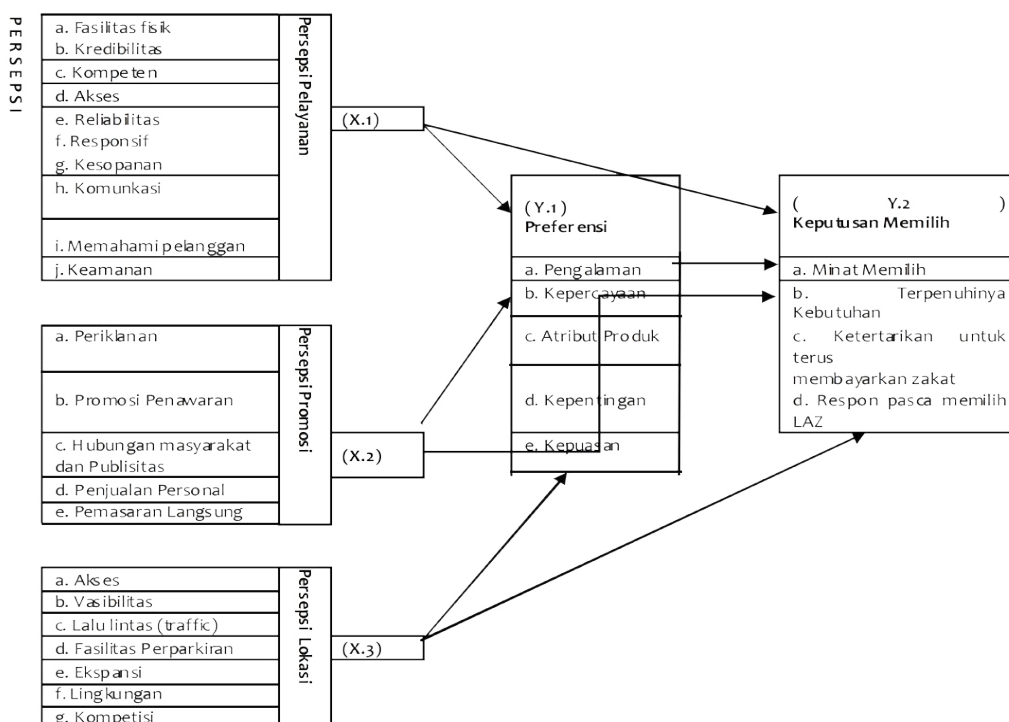 PERSEPSI
a. Fasilitas fisik
b. Kredibilitas
c. Kompeten
d. Akses
e. Reliabilitas
f. Responsif
g. Kesopanan
h. Komunkasi
i. Memahami pelanggan
j. Keamanan
Persepsi Pelayanan
(X.1)
a. Periklanan
b. Promosi Penawaran
c. Hubungan masyarakat
dan Publisitas
d. Penjualan Personal
e. Pemasaran Langsung
Persepsi Promosi
(X.2)
a. Akses
b. Vasibilitas
c. Lalu lintas (traffic)
d. Fasilitas Perparkiran
e. Ekspansi
f. Lingkungan
g. Kompetisi
Persepsi Lokasi
(X.3)
(Y.1)
Preferensi
a. Pengalaman
b. Kepercayaan
c. Atribut Produk
d. Kepentingan
e. Kepuasan
( Y.2 )
Keputusan Memilih
a. Minat Memilih
b. Terpenuhinya
Kebutuhan
c. Ketertarikan untuk
terus
membayarkan zakat
d. Respon pasca memilih
LAZ